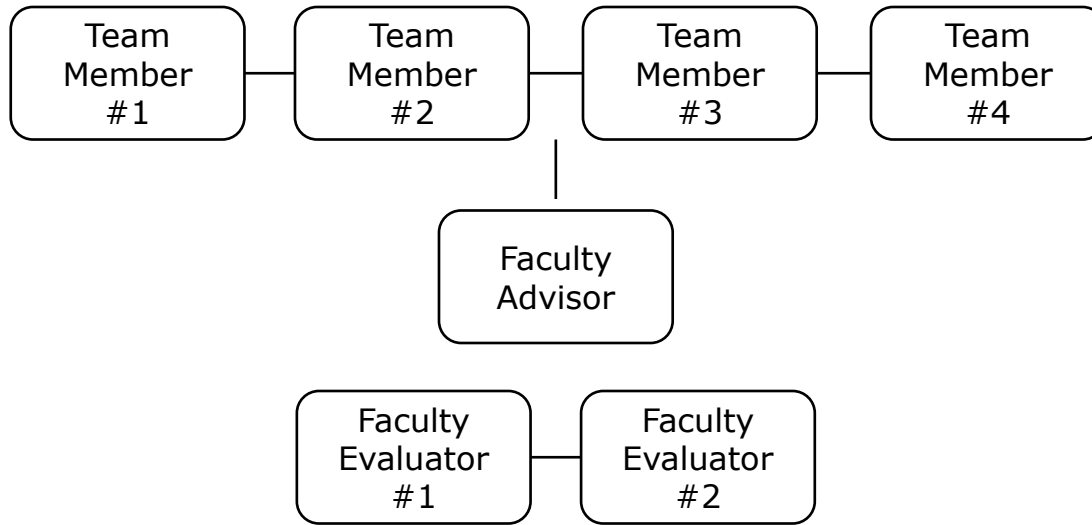 Team
Member
#1
Team
Member
#2
Team
Member
#3
Team
Member
#4
Faculty
Advisor
Faculty
Evaluator
#1
Faculty
Evaluator
#2